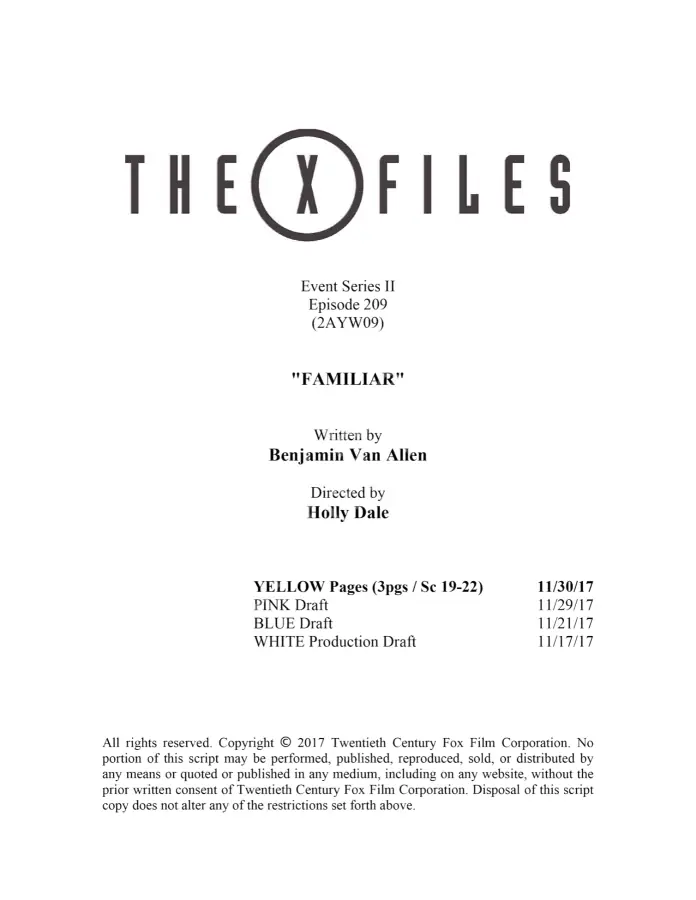 THE X FILES
Event Series II
Episode 209
(2AYW09)
"FAMILIAR"
Written by
Benjamin Van Allen
Directed by
Holly Dale
YELLOW Pages (3pgs / Sc 19-22) 11/30/17
PINK Draft 11/29/17
BLUE Draft 11/21/17
WHITE Production Draft 11/17/17
All rights reserved. Copyright © 2017 Twentieth Century Fox Film Corporation. No
portion of this script may be performed, published, reproduced, sold, or distributed by
any means or quoted or published in any medium, including on any website, without the
prior written consent of Twentieth Century Fox Film Corporation. Disposal of this script
copy does not alter any of the restrictions set forth above.